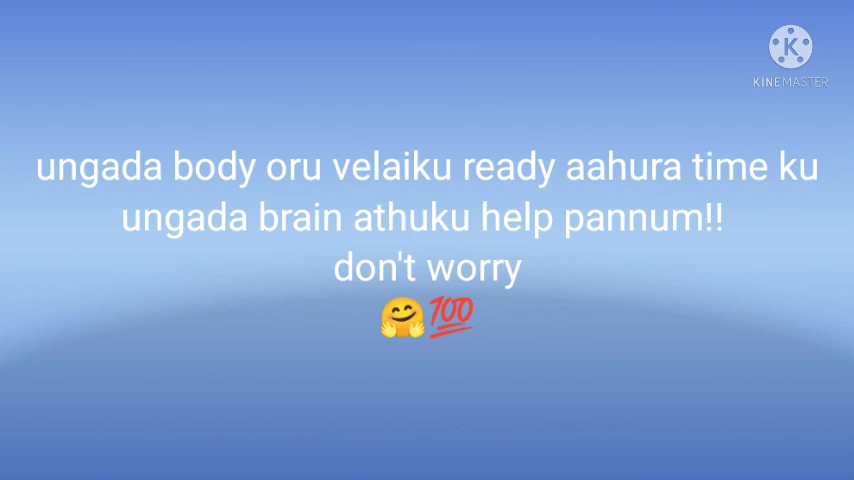 KINEMASTER
ungada body oru velaiku ready aahura time ku
ungada brain athuku help pannum!!
don't worry
🤗💯